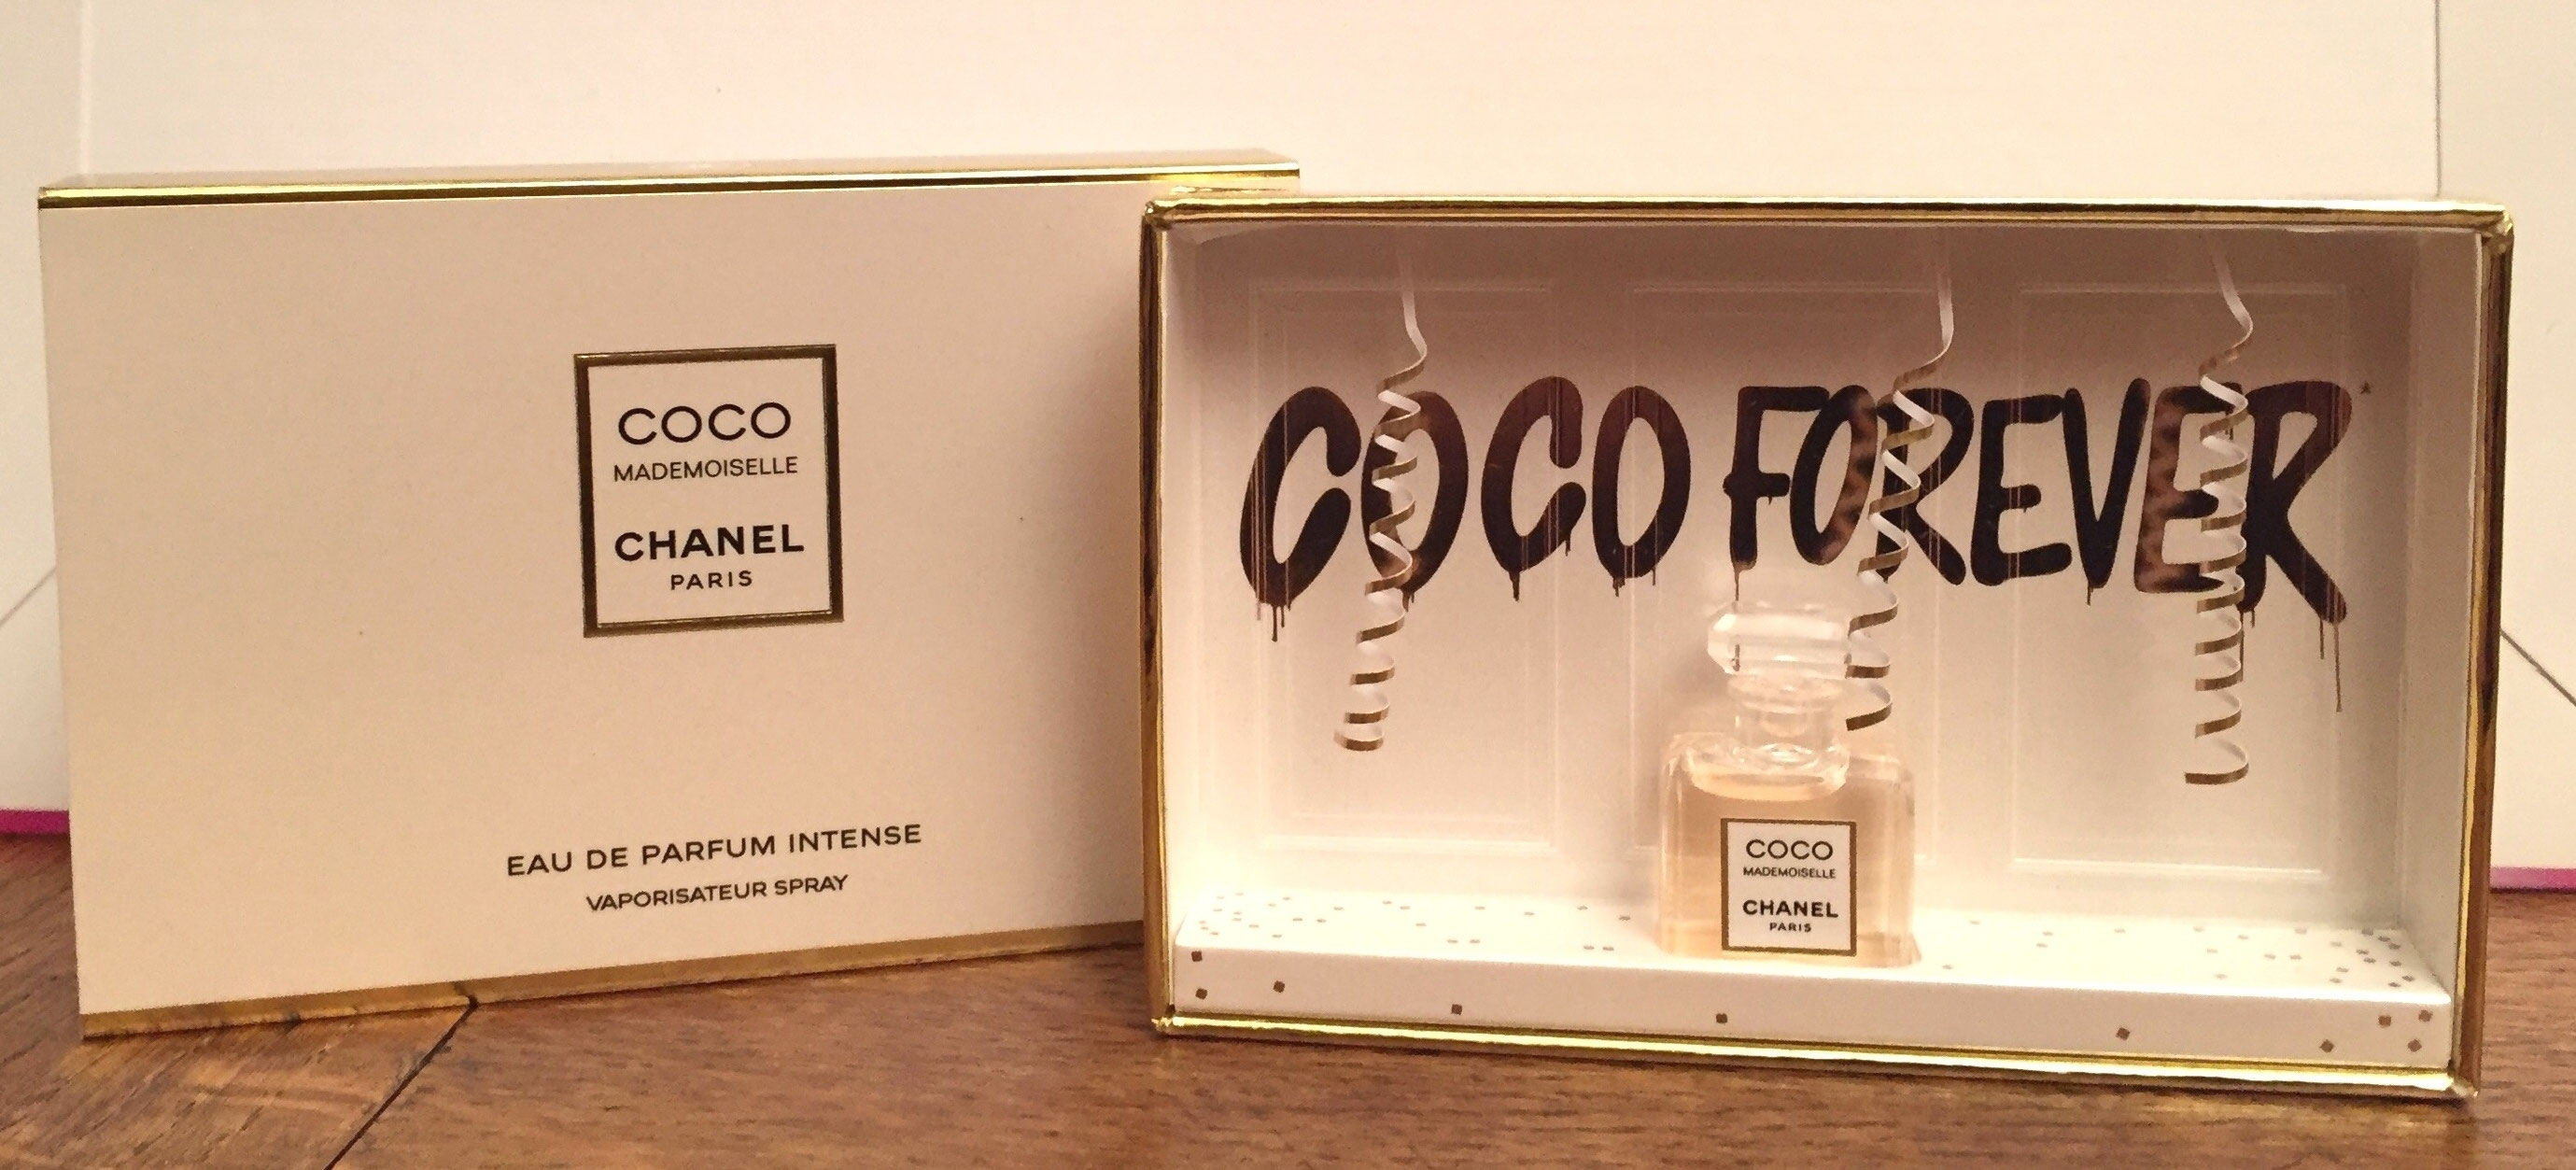 COCO
MADEMOISELLE
CHANEL
PARIS
EAU DE PARFUM INTENSE
VAPORISATEUR SPRAY
COCO FOREVER*
COCO
MADEMOISELLE
CHANEL
PARIS